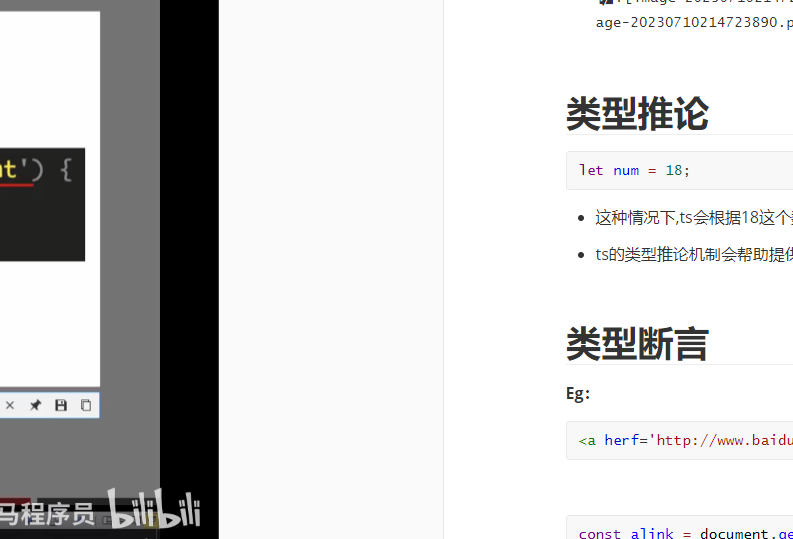 t') {
马程序员 bilibili
age-20230710214723890.p
类型推论
let num = 18;
这种情况下,ts会根据18这个
ts的类型推论机制会帮助提供
类型断言
Eg:
<a herf='http://www.baidu
const alink = document.ge